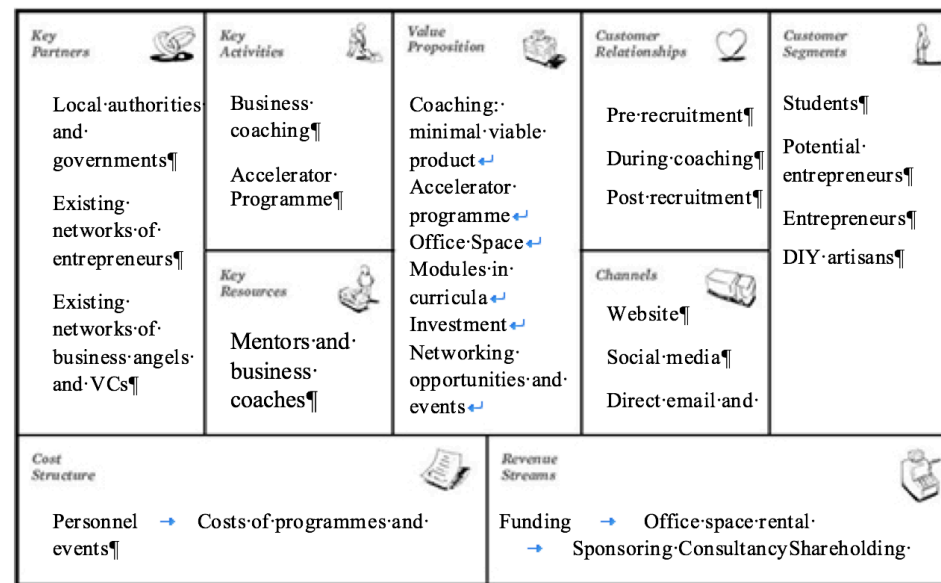 Key
Partners
Local authorities
and
governments¶
Existing
networks of
entrepreneurs¶
Existing
networks of
business angels
and VCs¶
Key
Activities
Business
coaching¶
Accelerator
Programme¶
Key
Resources
Mentors and
business
coaches¶
Value
Proposition
Coaching:
minimal viable
product↵
Accelerator
programme↵
Office Space↵
Modules in
curricula↵
Investment↵
Networking
opportunities and
events↵
Customer
Relationships
Pre recruitment¶
During coaching¶
Post recruitment¶
Channels
Website¶
Social media¶
Direct email and
Customer
Segments
Students¶
Potential
entrepreneurs¶
Entrepreneurs¶
DIY artisans¶
Cost
Structure
Personnel → Costs of programmes and
events¶
Revenue
Streams
Funding → Office space rental
→ Sponsoring ConsultancyShareholding